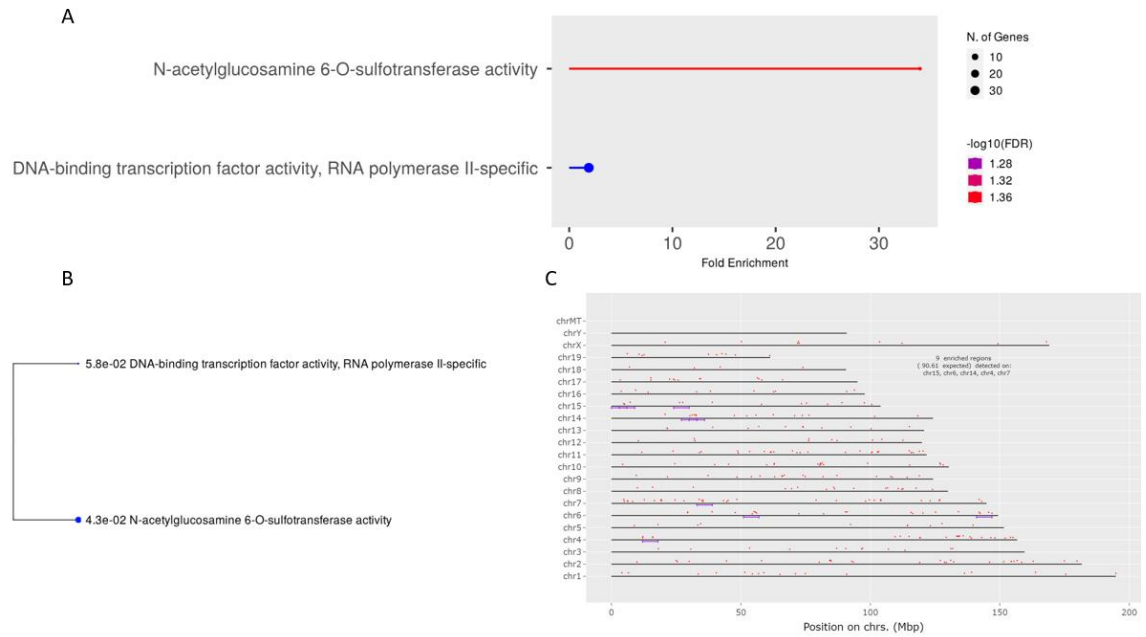 A
N-acetylglucosamine 6-O-sulfotransferase activity
DNA-binding transcription factor activity, RNA polymerase II-specific
0
10
20
30
Fold Enrichment
N. of Genes
10
20
30
-log10(FDR)
1.28
1.32
1.36
B
5.8e-02 DNA-binding transcription factor activity, RNA polymerase II-specific
4.3e-02 N-acetylglucosamine 6-O-sulfotransferase activity
C
chrMT
chrY
chrX
chr19
chr18
chr17
chr16
chr15
chr14
chr13
chr12
chr11
chr10
chr9
chr8
chr7
chr6
chr5
chr4
chr3
chr2
chr1
9 enriched regions
( 90.61 expected) detected on:
chr15, chr6, chr14, chr4, chr7
0
50
100
150
200
Position on chrs. (Mbp)